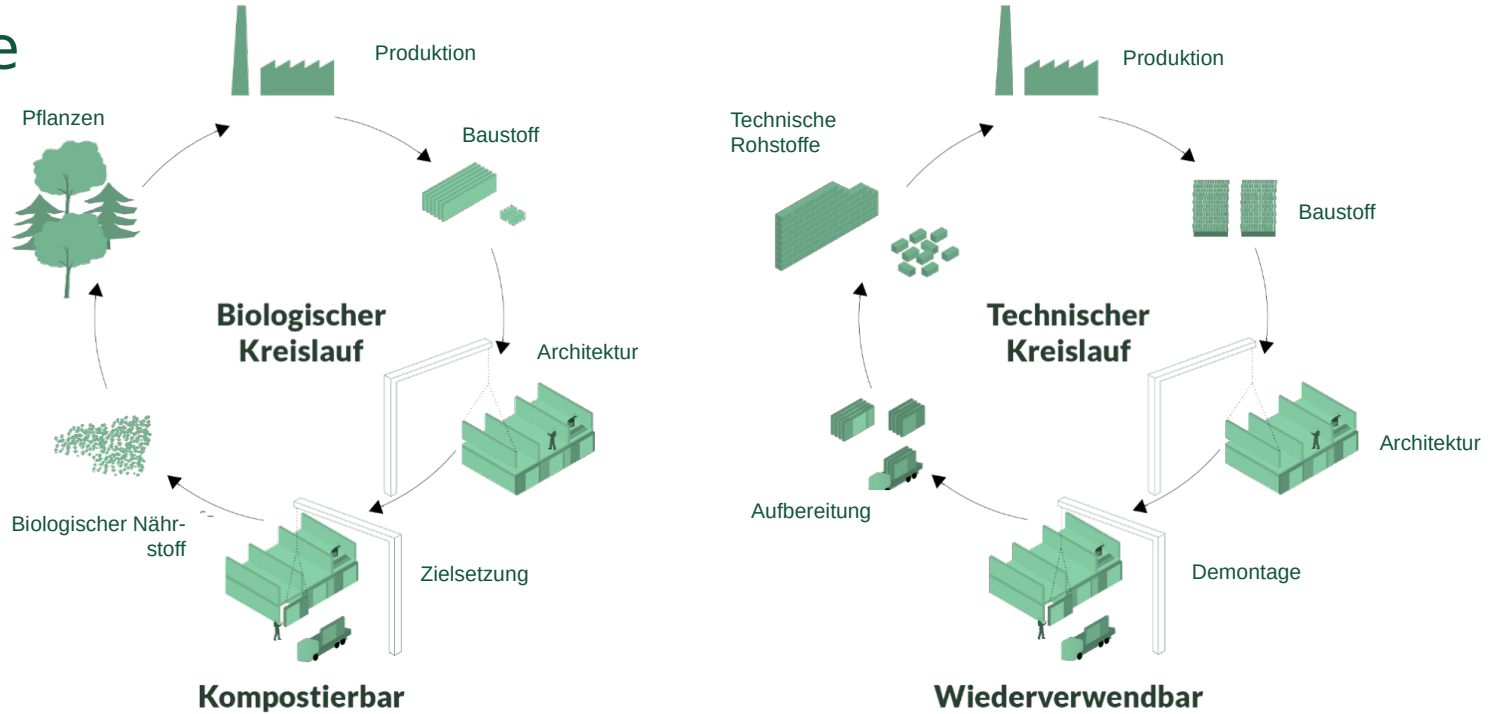 e
Produktion
Pflanzen
Baustoff
Biologischer
Kreislauf
Architektur
Biologischer Nähr-
stoff
Zielsetzung
Kompostierbar
Produktion
Technische
Rohstoffe
Baustoff
Technischer
Kreislauf
Architektur
Aufbereitung
Demontage
Wiederverwendbar